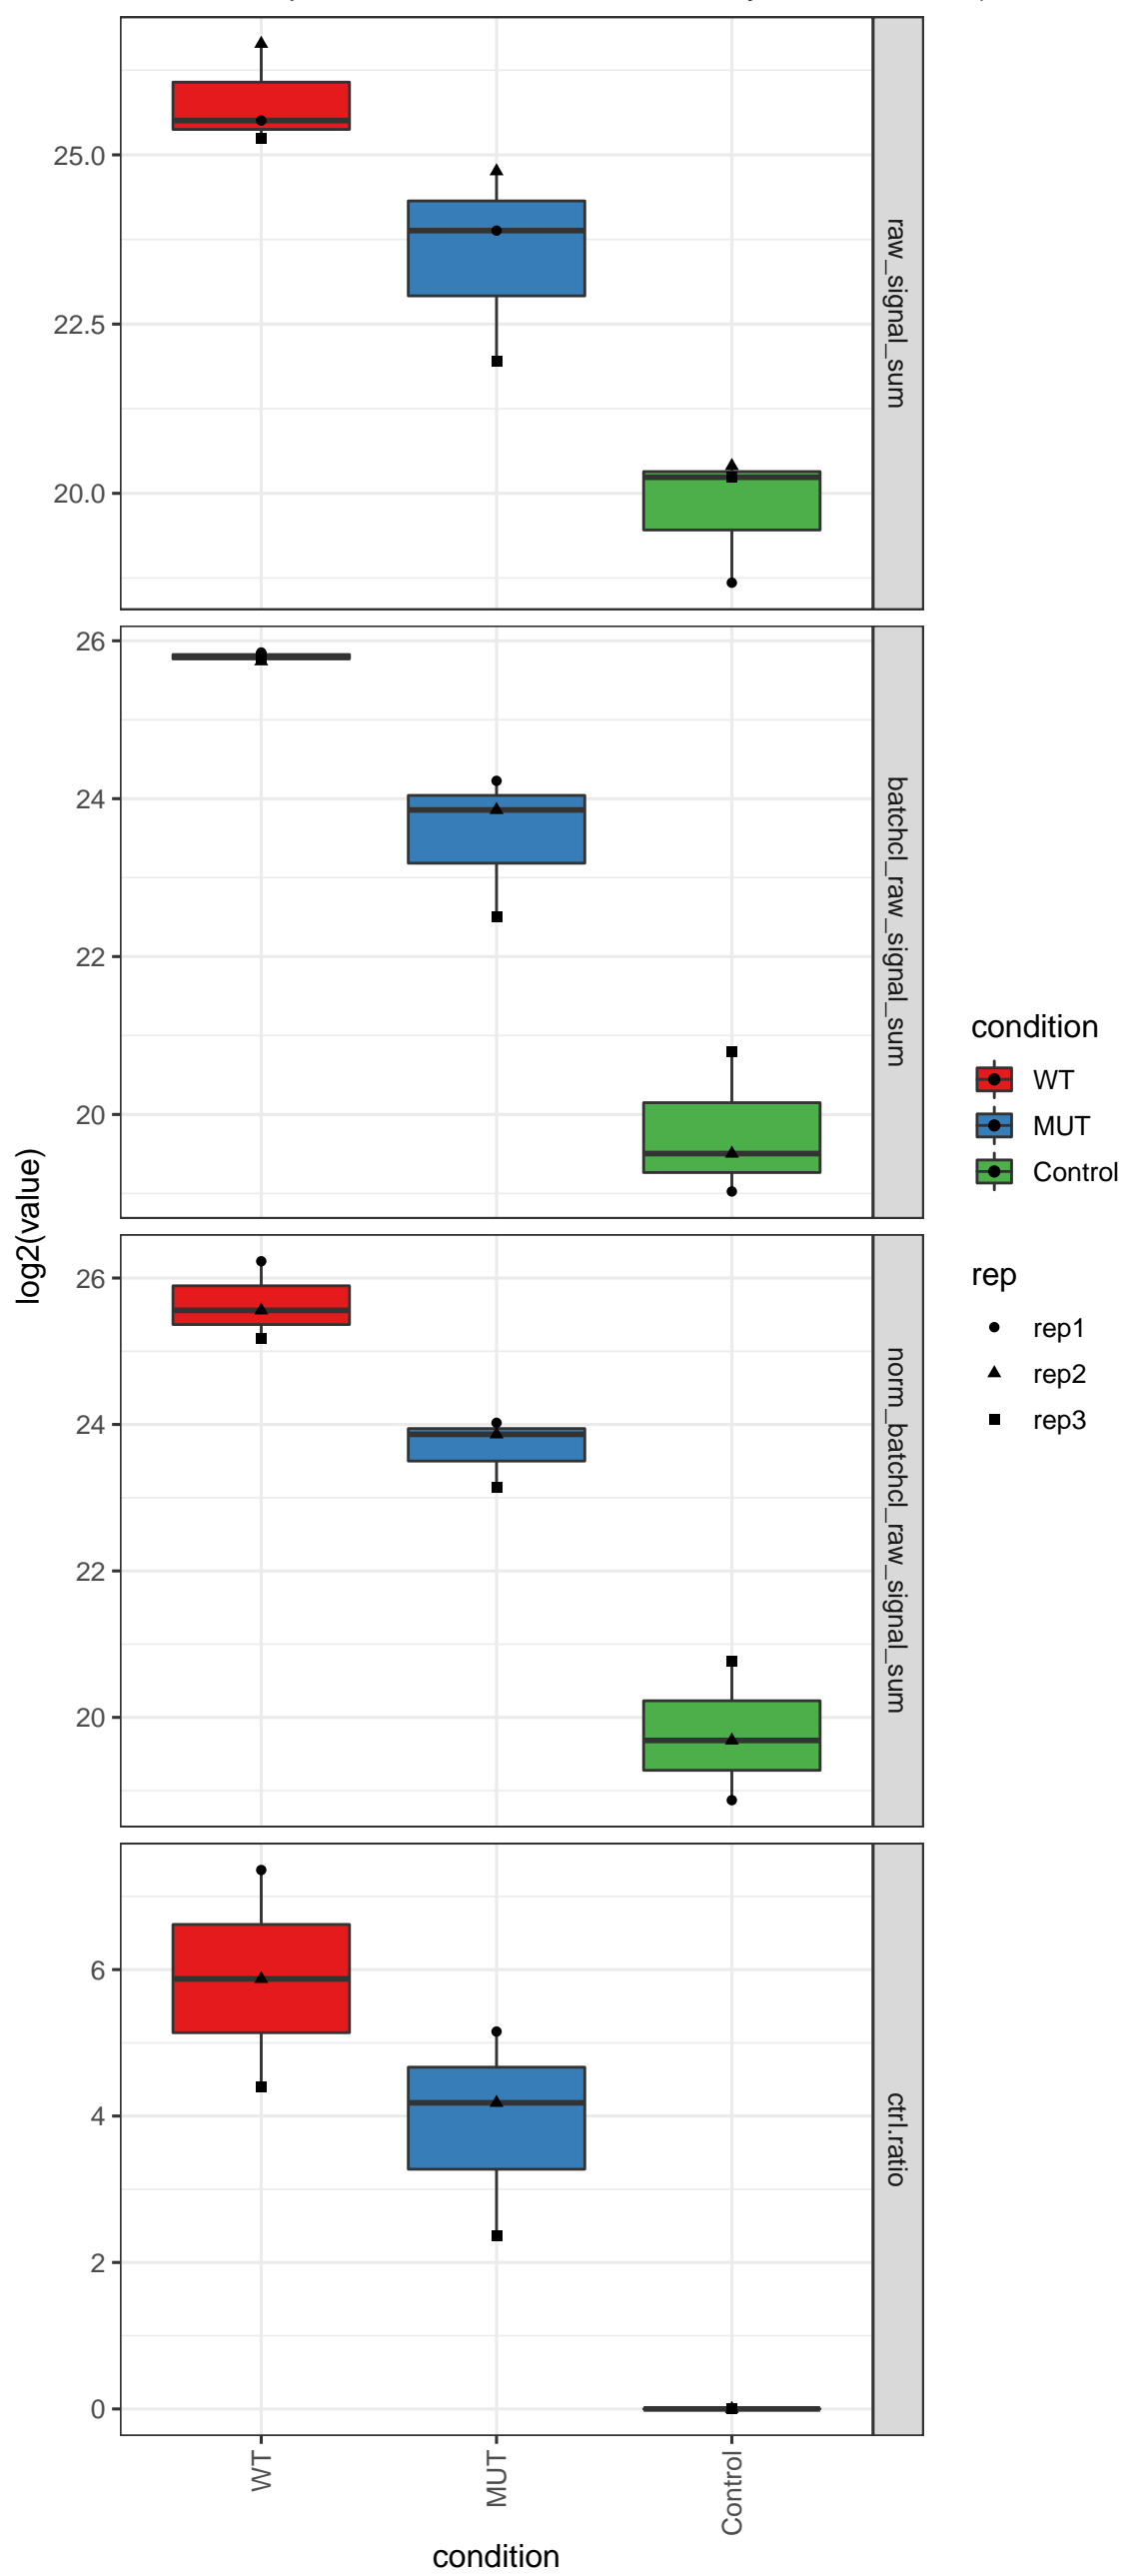 25.0
22.5
20.0
raw_signal_sum
26
24
22
20
batchcl_raw_signal_sum
26
24
22
20
norm_batchcl_raw_signal_sum
6
4
2
0
ctrl.ratio
log2(value)
WT
MUT
Control
condition
condition
WT
MUT
Control
rep
rep1
rep2
rep3